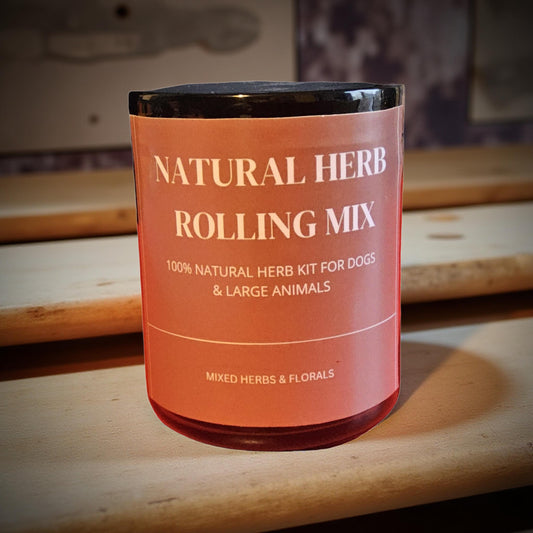 NATURAL HERB
ROLLING MIX
100% NATURAL HERB KIT FOR DOGS
& LARGE ANIMALS
MIXED HERBS & FLORALS